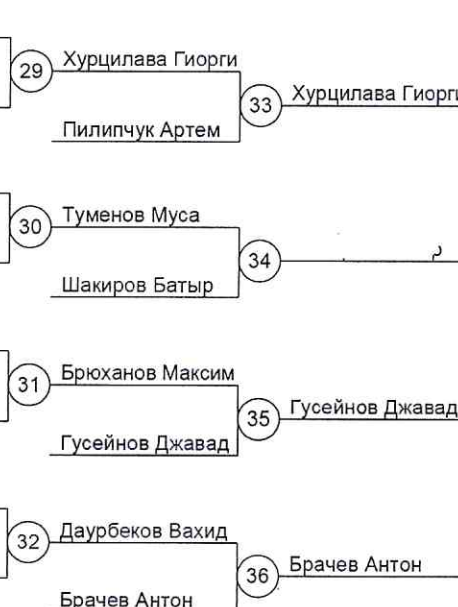 29 Хурцилава Гиорги
33 Хурцилава Гиорги
Пилипчук Артем
30 Туменов Муса
34
Шакиров Батыр
31 Брюханов Максим
35 Гусейнов Джавад
Гусейнов Джавад
32 Даурбеков Вахид
36 Брачев Антон
Брачев Антон